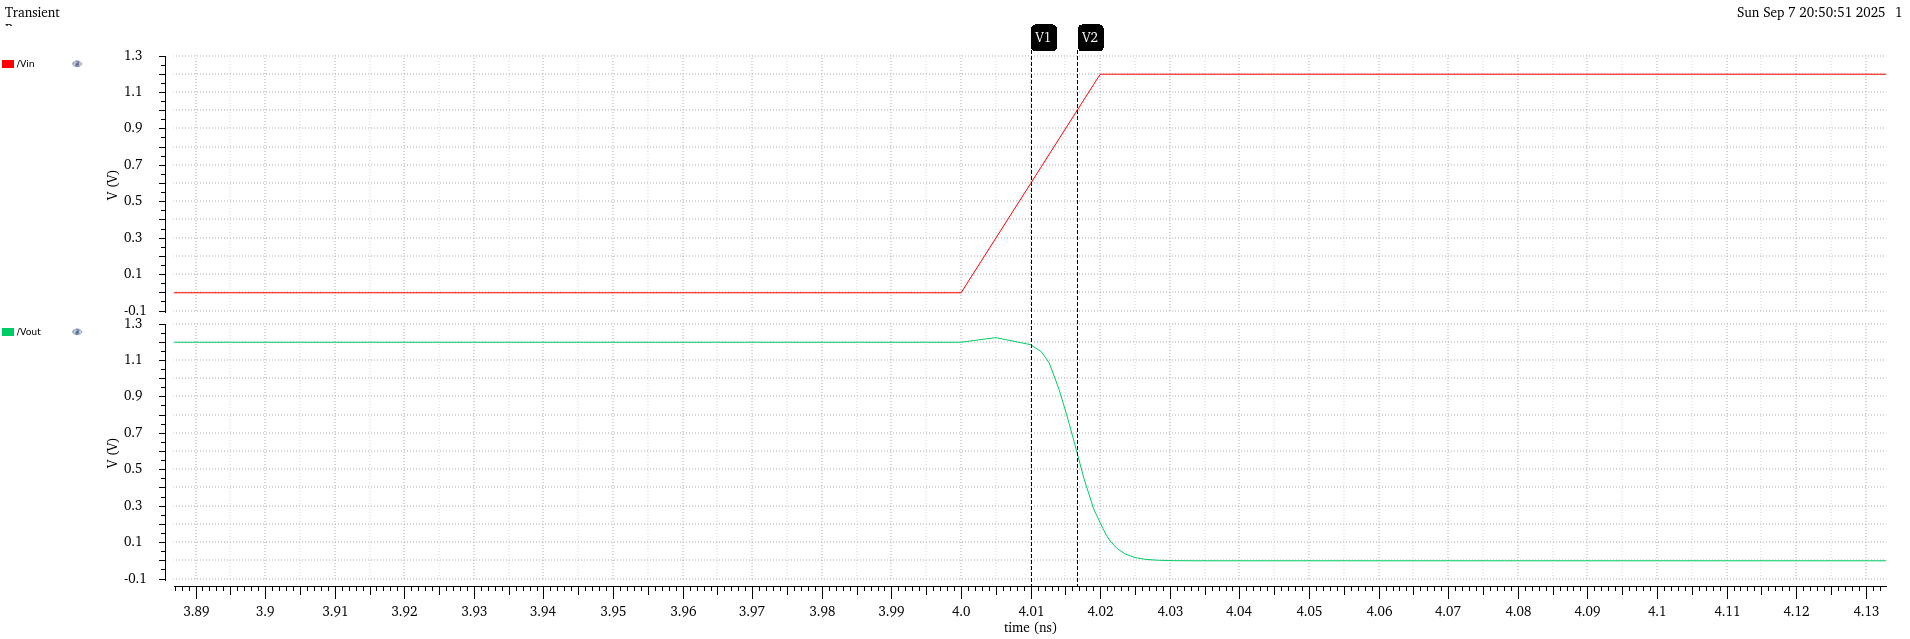 Transient
Sun Sep 7 20:50:51 2025 1
V1 V2
/Vin
1.3
1.1
0.9
0.7
0.5
0.3
0.1
-0.1
V (V)
/Vout
1.3
1.1
0.9
0.7
0.5
0.3
0.1
-0.1
V (V)
3.89 3.9 3.91 3.92 3.93 3.94 3.95 3.96 3.97 3.98 3.99 4.0 4.01 4.02 4.03 4.04 4.05 4.06 4.07 4.08 4.09 4.1 4.11 4.12 4.13
time (ns)